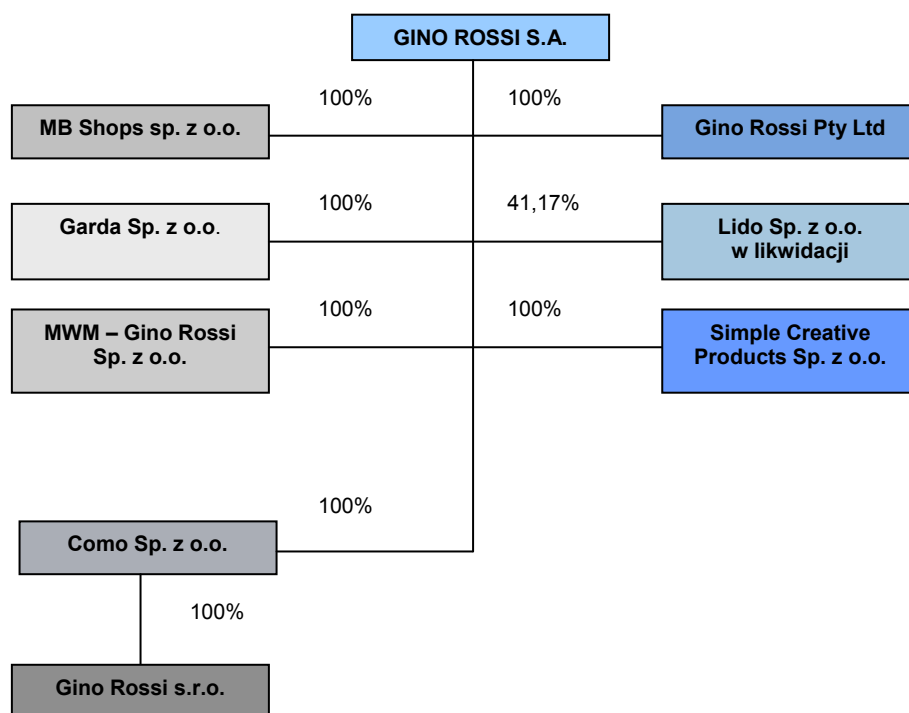 GINO ROSSI S.A.
100%
100%
MB Shops sp. z o.o.
Gino Rossi Pty Ltd
100%
41,17%
Garda Sp. z o.o.
Lido Sp. z o.o.
w likwidacji
100%
100%
MWM – Gino Rossi
Sp. z o.o.
Simple Creative
Products Sp. z o.o.
100%
Como Sp. z o.o.
100%
Gino Rossi s.r.o.